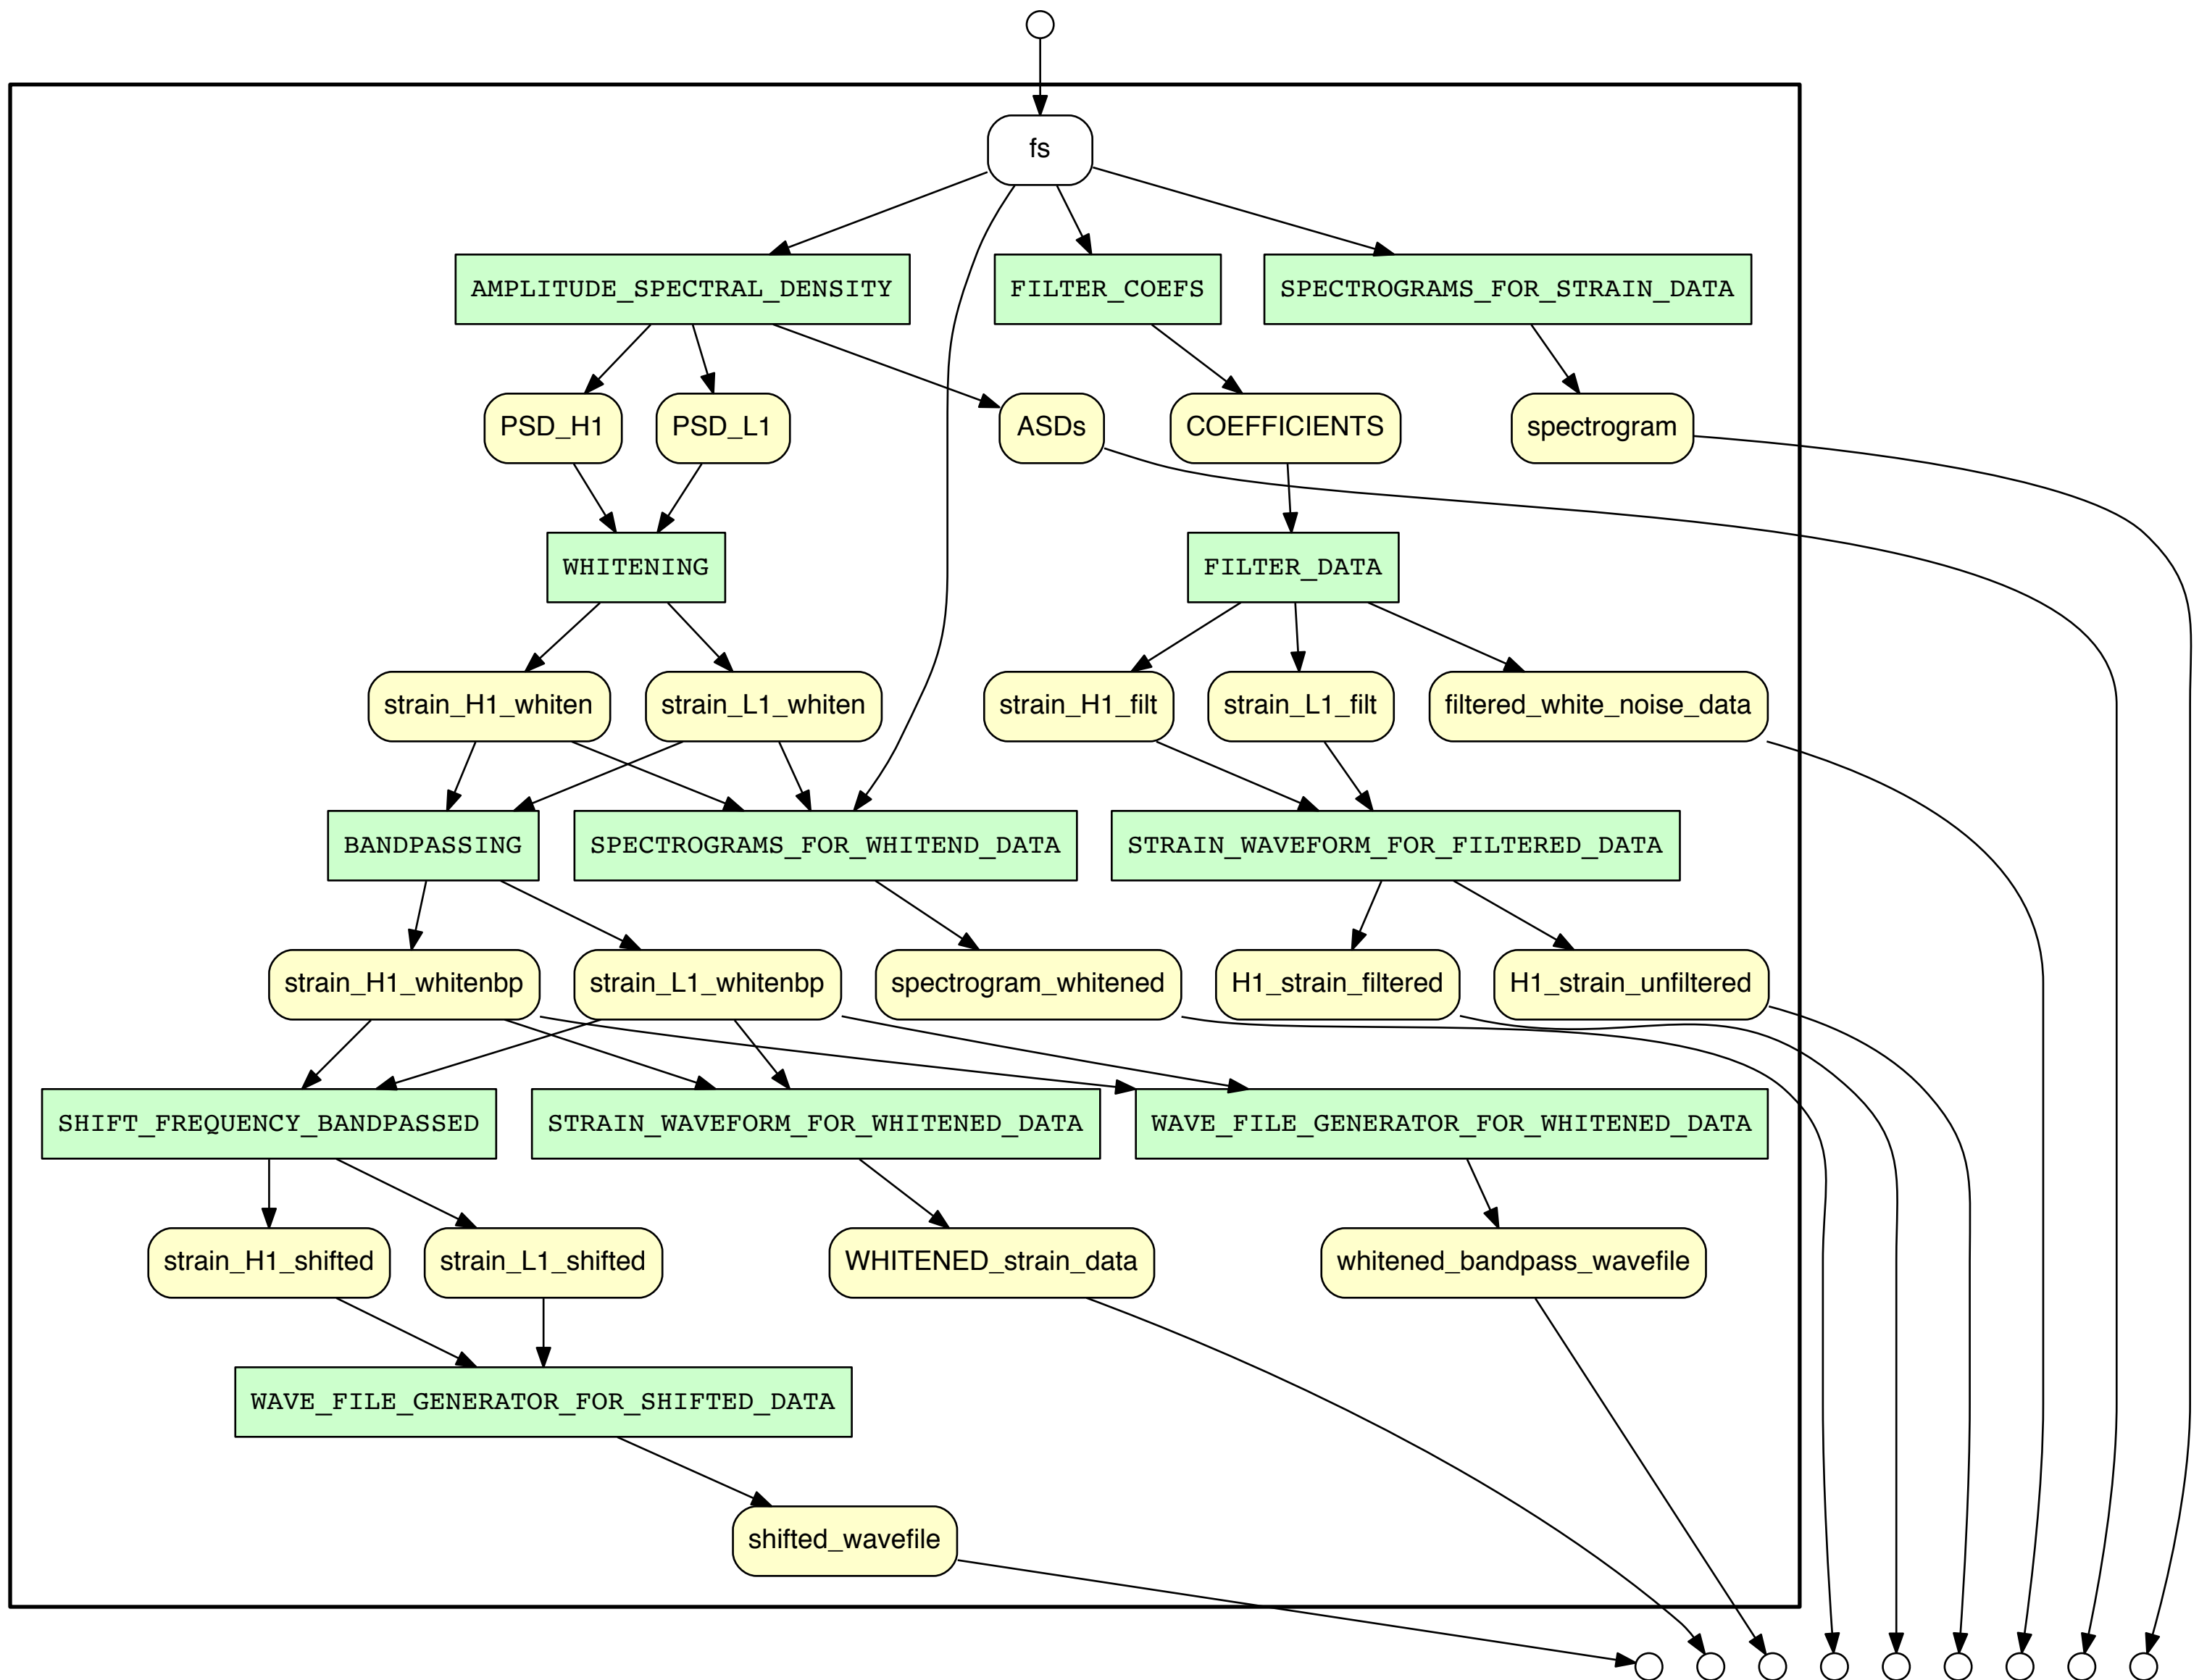 fs
AMPLITUDE_SPECTRAL_DENSITY
FILTER_COEFS
SPECTROGRAMS_FOR_STRAIN_DATA
PSD_H1
PSD_L1
ASDs
COEFFICIENTS
spectrogram
WHITENING
FILTER_DATA
strain_H1_whiten
strain_L1_whiten
strain_H1_filt
strain_L1_filt
filtered_white_noise_data
BANDPASSING
SPECTROGRAMS_FOR_WHITEND_DATA
STRAIN_WAVEFORM_FOR_FILTERED_DATA
strain_H1_whitenbp
strain_L1_whitenbp
spectrogram_whitened
H1_strain_filtered
H1_strain_unfiltered
SHIFT_FREQUENCY_BANDPASSED
STRAIN_WAVEFORM_FOR_WHITENED_DATA
WAVE_FILE_GENERATOR_FOR_WHITENED_DATA
strain_H1_shifted
strain_L1_shifted
WHITENED_strain_data
whitened_bandpass_wavefile
WAVE_FILE_GENERATOR_FOR_SHIFTED_DATA
shifted_wavefile